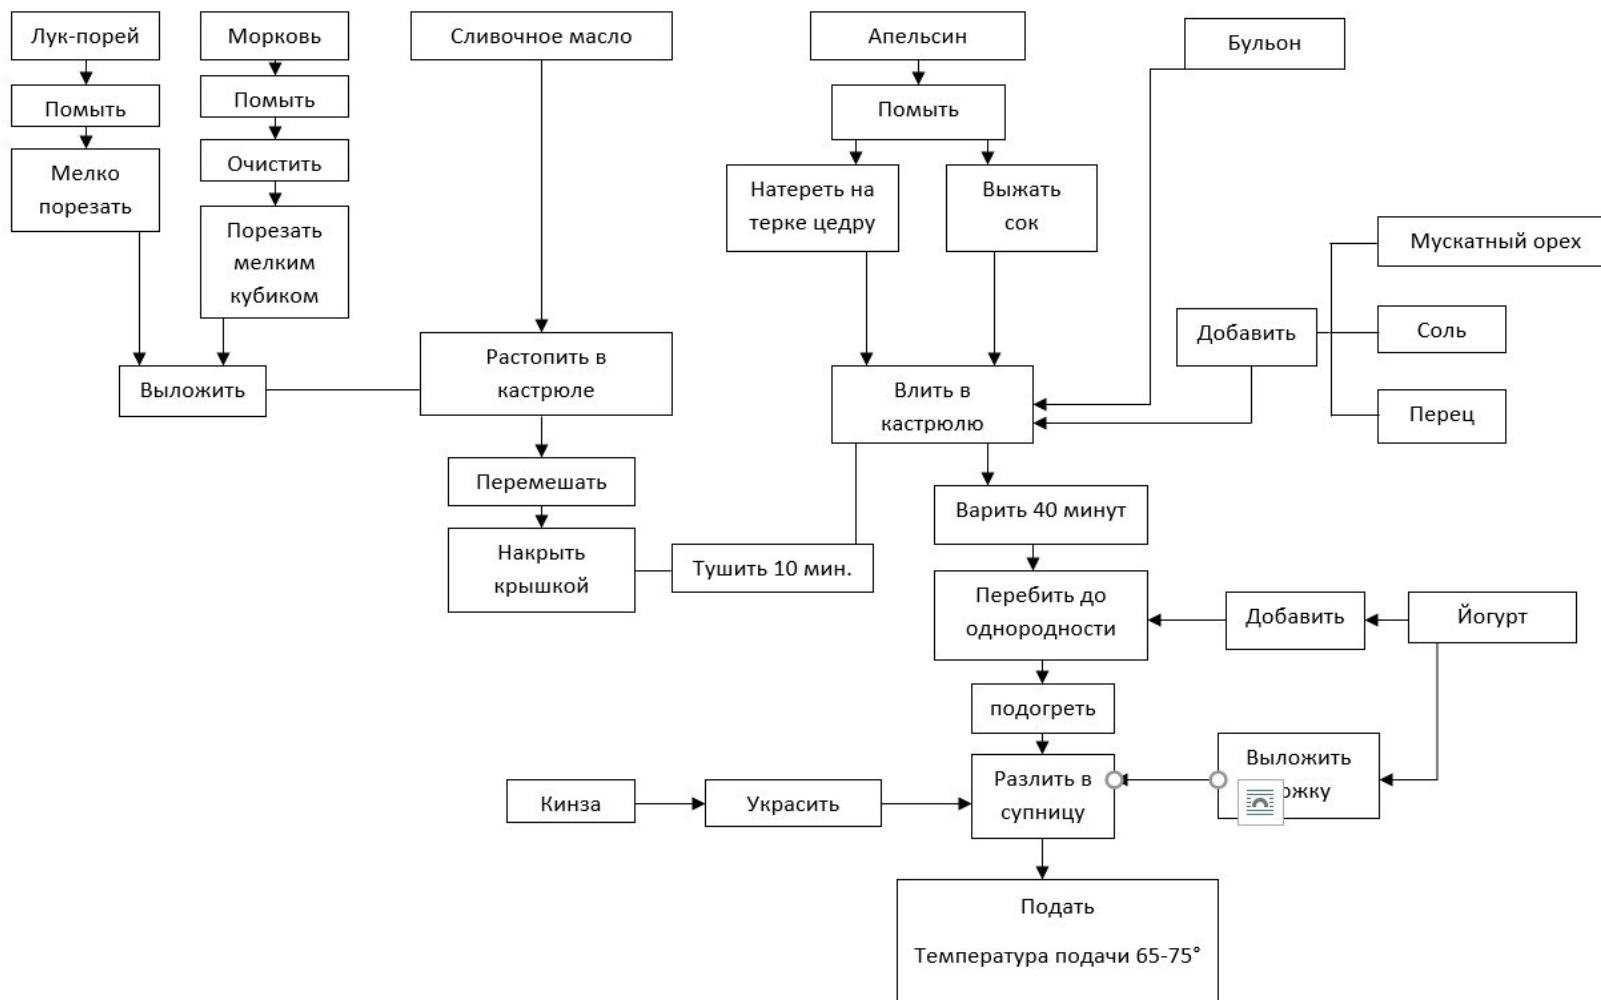 Лук-порей
Морковь
Сливочное масло
Апельсин
Бульон
Помыть
Помыть
Помыть
Мелко
порезать
Очистить
Порезать
мелким
кубиком
Натереть на
терке цедру
Выжать
сок
Мускатный орех
Добавить
Соль
Перец
Выложить
Растопить в
кастрюле
Влить в
кастрюлю
Перемешать
Накрыть
крышкой
Тушить 10 мин.
Варить 40 минут
Перебить до
однородности
Добавить
Йогурт
подогреть
Кинза
Украсить
Разлить в
супницу
Выложить
Подать
Температура подачи 65-75°